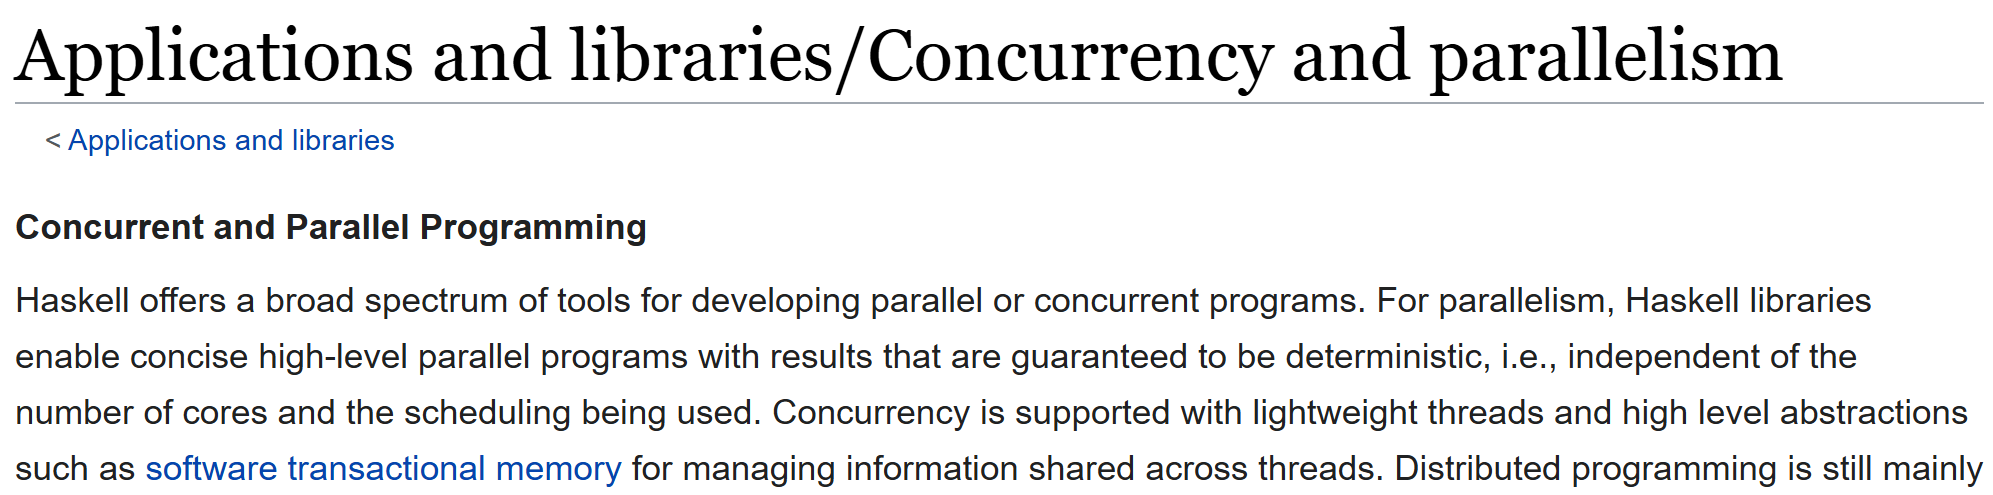 Applications and libraries/Concurrency and parallelism
< Applications and libraries
Concurrent and Parallel Programming
Haskell offers a broad spectrum of tools for developing parallel or concurrent programs. For parallelism, Haskell libraries
enable concise high-level parallel programs with results that are guaranteed to be deterministic, i.e., independent of the
number of cores and the scheduling being used. Concurrency is supported with lightweight threads and high level abstractions
such as software transactional memory for managing information shared across threads. Distributed programming is still mainly